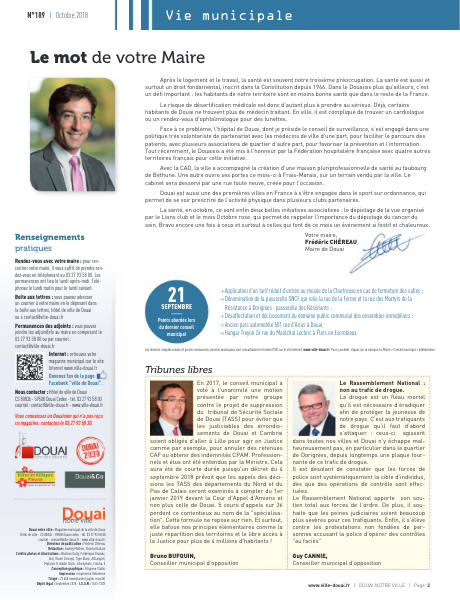 N°189 | Octobre 2018
Vie municipale
Le mot de votre Maire
Après le logement et le travail, la santé est souvent notre troisième préoccupation. La santé est aussi et
surtout un droit fondamental, inscrit dans la Constitution depuis 1946. Dans le Douaisis plus qu'ailleurs, c'est
un défi important : les habitants de notre territoire sont en moins bonne santé que dans le reste de la France.
Le risque de désertification médicale est donc d'autant plus à prendre au sérieux. Déjà, certains
habitants de Douai ne trouvent plus de médecin traitant. En ville, il est compliqué de trouver un cardiologue
ou un rendez-vous d'ophtalmologue pour des lunettes.
Face à ce problème, l'hôpital de Douai, dont je préside le conseil de surveillance, s'est engagé dans une
politique très volontariste de partenariat avec les médecins de ville d'une part, pour faciliter le parcours des
patients, avec plusieurs associations de quartier d'autre part, pour favoriser la prévention et l'information.
Tout récemment, le Douaisis a été mis à l'honneur par la Fédération hospitalière française avec quatre autres
territoires français pour cette initiative.
Avec la CAD, la ville a accompagné la création d'une maison pluriprofessionnelle de santé au faubourg
de Béthune. Une autre ouvre ses portes ce mois-ci à Frais-Marais, sur un terrain vendu par la ville. Le
cabinet sera desservi par une rue toute neuve, créée pour l'occasion.
Douai est aussi une des premières villes en France à s'être engagée dans le sport sur ordonnance, qui
permet de se voir prescrire de l'activité physique dans plusieurs clubs partenaires.
La santé, en octobre, ce sont enfin deux belles initiatives associatives : le dépistage de la vue organisé
par le Lions club et le mois Octobre rose, qui permet de rappeler l'importance du dépistage du cancer du
sein. Bravo encore une fois à ceux et surtout à celles qui font de ce mois un événement si festif et chaleureux.
Votre maire,
Frédéric CHÉREAU,
Maire de Douai
Renseignements
pratiques
Rendez-vous avec votre maire : pour ren-
contrer votre maire, il vous suffit de prendre ren-
dez-vous en téléphonant au 03 27 93 58 00. Les
permanences ont lieu le lundi après-midi. Télé-
phonez le lundi matin pour le lundi suivant.
Boîte aux lettres : vous pouvez adresser
un courrier à votre maire en le déposant dans
la boîte aux lettres, hôtel de ville de Douai
ou à contact@ville-douai.fr
Permanences des adjoints : vous pouvez
joindre les adjoints au maire en composant le
03 27 93 58 00 ou par courriel :
contact@ville-douai.fr
Internet : retrouvez votre
magazine municipal sur le site
Internet www.ville-douai.fr
Devenez fan de la page
Facebook "ville de Douai".
Nous contacter : Hôtel de ville de Douai
CS 80836 - 59508 Douai Cedex - Tél. 03 27 93 58 00
courriel : contact@ville-douai.fr - www.ville-douai.fr
Vous connaissez un Douaisien qui n'a pas reçu
ce magazine, contactez le 03 27 93 58 30.
21
SEPTEMBRE
Points abordés lors
du dernier conseil
municipal
Application d'un tarif réduit d'entrée au musée de la Chartreuse en cas de fermeture des salles ;
Dénomination de la passerelle SNCF qui relie la rue de la Ferme et la rue des Martyrs de la
Résistance à Dorignies : passerelle des Résistants ;
Désaffectation et déclassement du domaine public communal des ensembles immobiliers :
Ancien parc automobile 501 rue d'Arras à Douai,
Hangar Tropon 26 rue du Maréchal Leclerc à Flers en Escrebieux.
Tribunes libres
En 2017, le conseil municipal a
voté à l'unanimité une motion
présentée par notre groupe
contre le projet de suppression
du tribunal de Sécurité Sociale
de Douai (TASS) pour éviter que
les justiciables des arrondis-
sements de Douai et Cambrai
soient obligés d'aller à Lille pour agir en Justice
comme par exemple, pour annuler des retenues
CAF ou obtenir des indemnités CPAM. Profession-
nels et élus ont été entendus par la Ministre. Cela
aura été de courte durée puisqu'un décret du 4
septembre 2018 prévoit que les appels des déci-
sions les TASS des départements du Nord et du
Pas de Calais seront examinés à compter du 1er
janvier 2019 devant la Cour d'Appel d'Amiens et
non plus celle de Douai. 5 cours d'appels sur 36
perdent ce contentieux au nom de la "spécialisa-
tion". Cette formule ne repose sur rien. Et surtout,
elle bafoue nos principes élémentaires comme la
juste répartition des territoires et le libre accès à
la Justice pour plus de 4 millions d'habitants !
Bruno BUFQUIN,
Conseiller municipal d'opposition
Le Rassemblement National :
non au trafic de drogue.
La drogue est un fléau mortel
qu'il est nécessaire d'éradiquer
afin de protéger la jeunesse de
notre pays. C'est aux trafiquants
de drogue qu'il faut d'abord
s'attaquer : ceux-ci agissent
dans toutes nos villes et Douai n'y échappe mal-
heureusement pas, en particulier dans le quartier
de Dorignies, depuis longtemps une plaque tour-
nante de ce trafic de drogue.
Il est désolant de constater que les forces de
police sont systématiquement la cible d'individus,
dès que des opérations de contrôle sont effec-
tuées.
Le Rassemblement National apporte son sou-
tien total aux forces de l'ordre. De plus, il sou-
haite que les peines judiciaires soient beaucoup
plus sévères pour ces trafiquants. Enfin, il s'élève
contre les protestations non fondées de per-
sonnes accusant la police d'opérer des contrôles
"au faciès".
Guy CANNIE,
Conseiller municipal d'opposition
DOUAI
Douai&Co
Douai
notre ville
www.ville-douai.fr | DOUAI NOTRE VILLE | Page 2